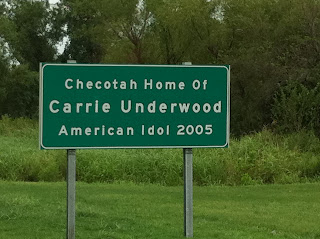 Checotah Home Of
Carrie Underwood
American Idol 2005